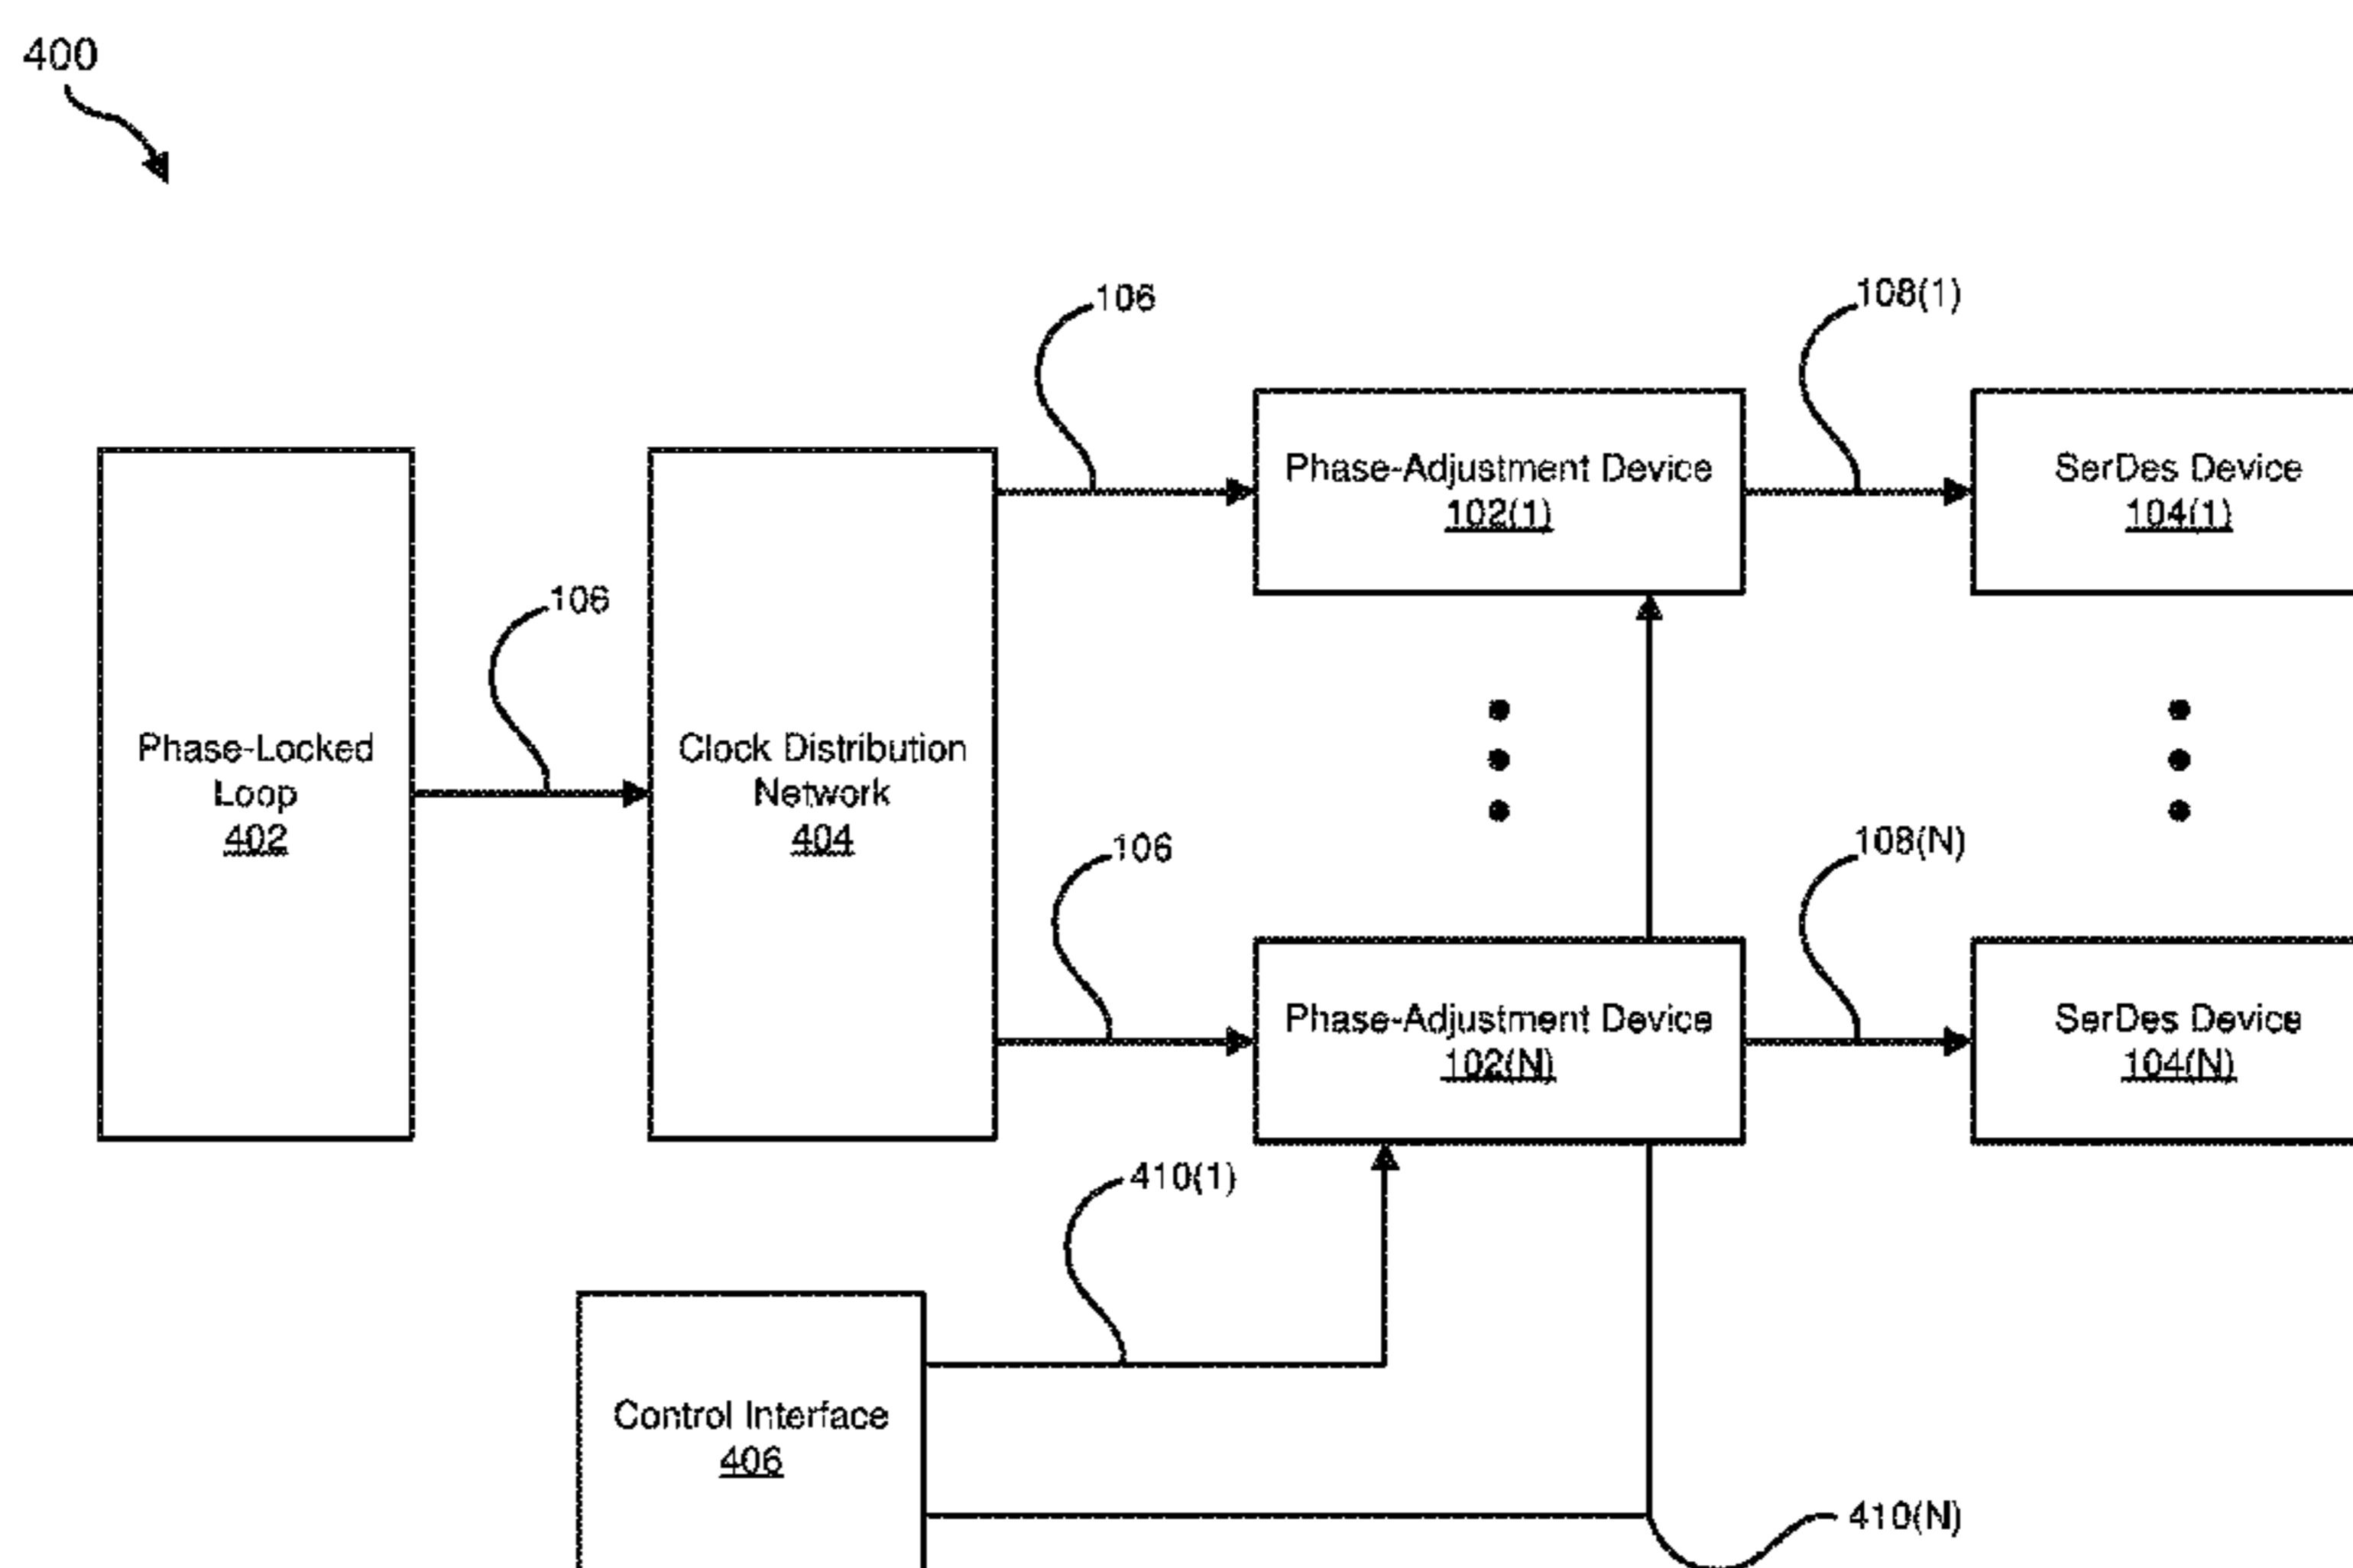 400
106
108(1)
Phase-Adjustment Device
102(1)
SerDes Device
104(1)
106
Phase-Locked
Loop
402
Clock Distribution
Network
404
106
108(N)
Phase-Adjustment Device
102(N)
SerDes Device
104(N)
410(1)
Control Interface
406
410(N)